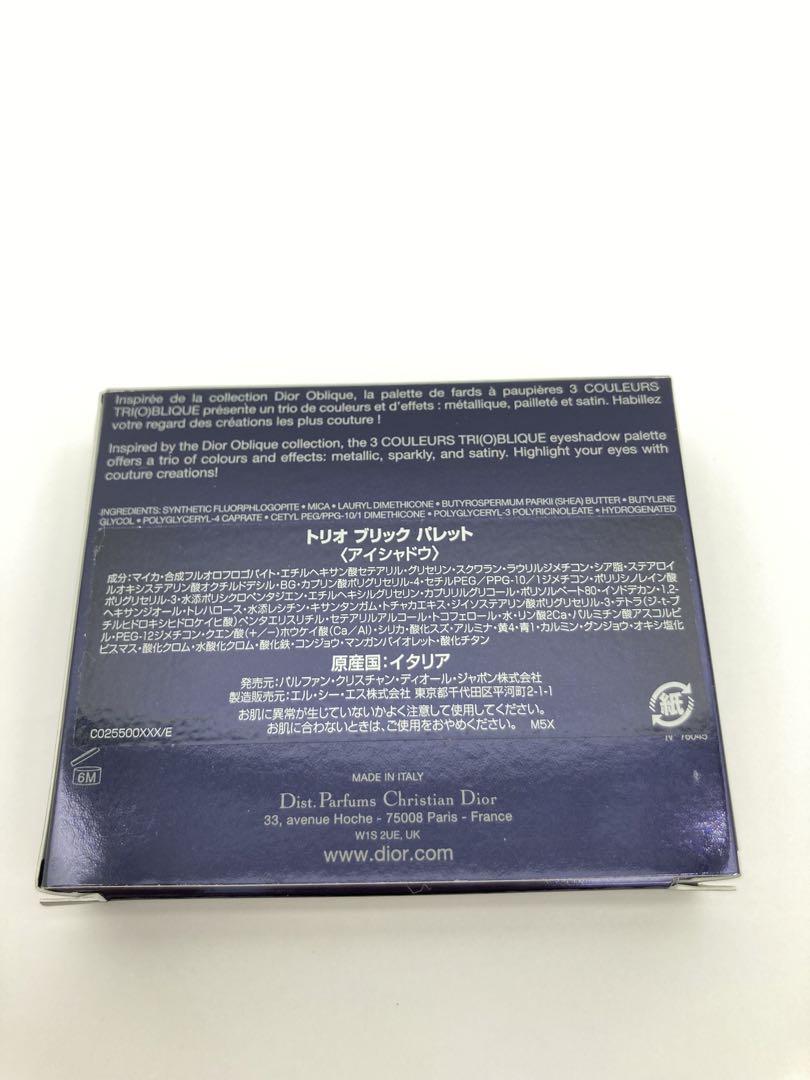 Inspirée de la collection Dior Oblique, la palette de fards à paupières 3 COULEURS
TRI(O)BLIQUE présente un trio de couleurs et d'effets : métallique, pailleté et satin. Habillez
votre regard des créations les plus couture !
Inspired by the Dior Oblique collection, the 3 COULEURS TRI(O)BLIQUE eyeshadow palette
offers a trio of colours and effects: metallic, sparkly, and satiny. Highlight your eyes with
couture creations!
INGREDIENTS: SYNTHETIC FLUORPHLOGOPITE • MICA • LAURYL DIMETHICONE • BUTYROSPERMUM PARKII (SHEA) BUTTER • BUTYLENE
GLYCOL • POLYGLYCERYL-4 CAPRATE • CETYL PEG/PPG-10/1 DIMETHICONE • POLYGLYCERYL-3 POLYRICINOLEATE • HYDROGENATED
トリオ ブリック パレット
〈アイシャドウ〉
成分：マイカ・合成フルオロフロゴパイト・エチルヘキサン酸セテアリル・グリセリン・スクワラン・ラウリルジメチコン・シア脂・ステアロイ
ルオキシステアリン酸オクチルドデシル・BG・カプリン酸ポリグリセリル-4・セチルPEG／PPG-10／1ジメチコン・ポリリシノレイン酸
ポリグリセリル-3・水添ポリシクロペンタジエン・エチルヘキシルグリセリン・カプリリルグリコール・ポリソルベート80・イソドデカン・1,2-
ヘキサンジオール・トレハロース・水添レシチン・キサンタンガム・トチャカエキス・ジイソステアリン酸ポリグリセリル-3・テトラ(ジ-t-ブ
チルヒドロキシヒドロケイヒ酸)ペンタエリスリチル・セテアリルアルコール・トコフェロール・水・リン酸2Ca・パルミチン酸アスコルビ
ル・PEG-12ジメチコン・クエン酸(+/−)ホウケイ酸(Ca／Al)・シリカ・酸化スズ・アルミナ・黄4・青1・カルミン・グンジョウ・オキシ塩化
ビスマス・酸化クロム・水酸化クロム・酸化鉄・コンジョウ・マンガンバイオレット・酸化チタン
原産国：イタリア
発売元：パルファン・クリスチャン・ディオール・ジャポン株式会社
製造販売元：エル・シー・エス株式会社 東京都千代田区平河町2-1-1
お肌に異常が生じていないかよく注意して使用してください。
お肌に合わないときは、ご使用をおやめください。 M5X
紙
C025500XXX/E
6M
MADE IN ITALY
Dist. Parfums Christian Dior
33, avenue Hoche - 75008 Paris - France
W1S 2UE, UK
www.dior.com